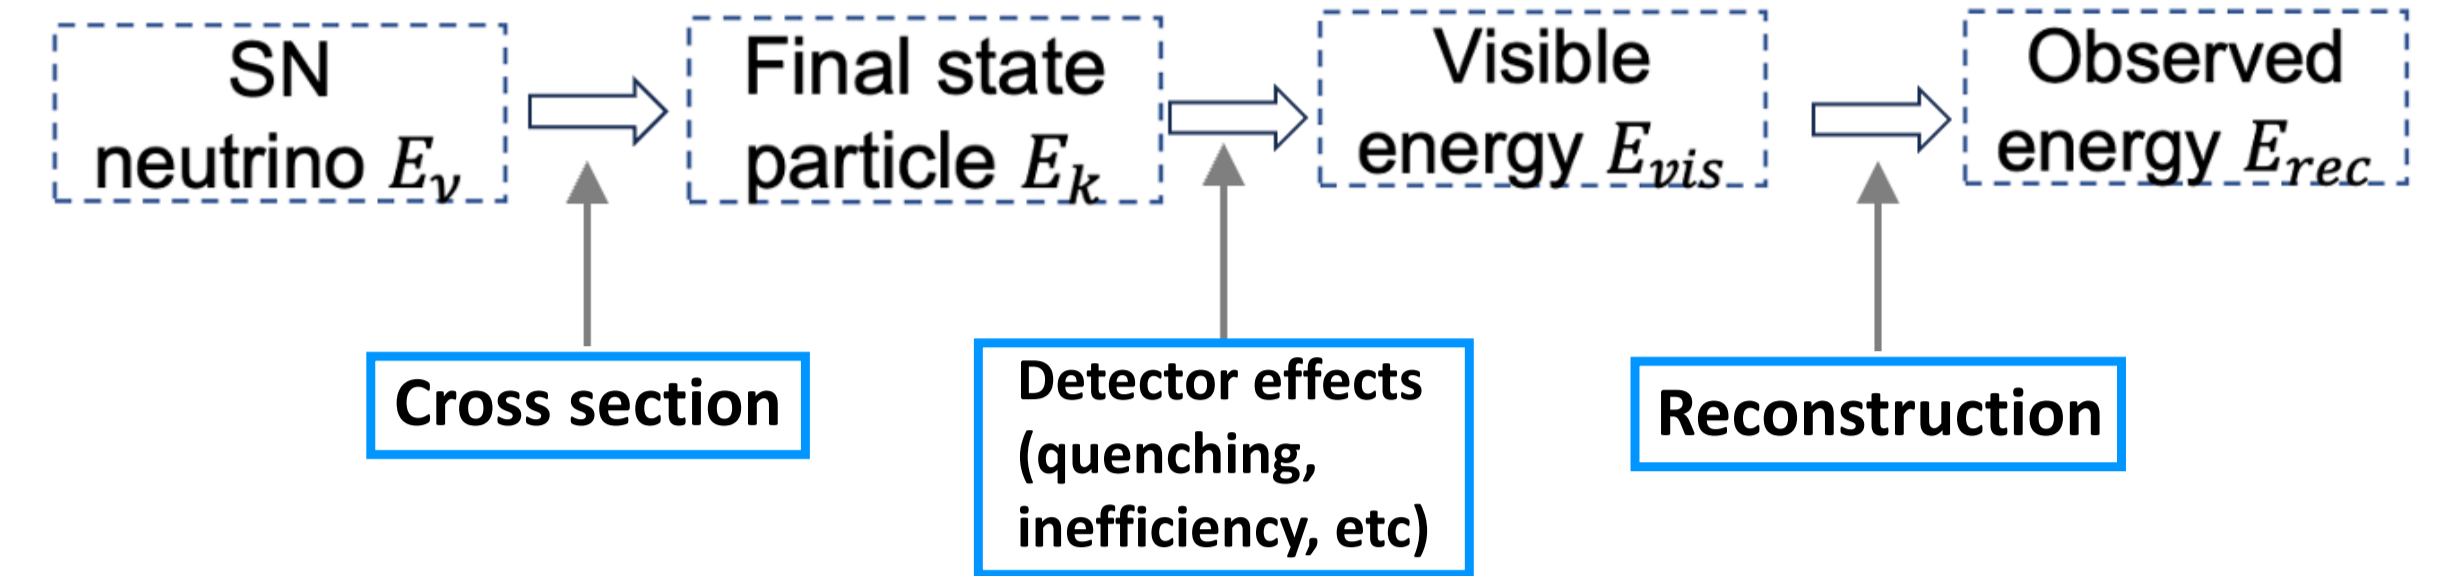 SN
neutrino Eν
Final state
particle Ek
Visible
energy Evis
Observed
energy Erec
Cross section
Detector effects
(quenching,
inefficiency, etc)
Reconstruction